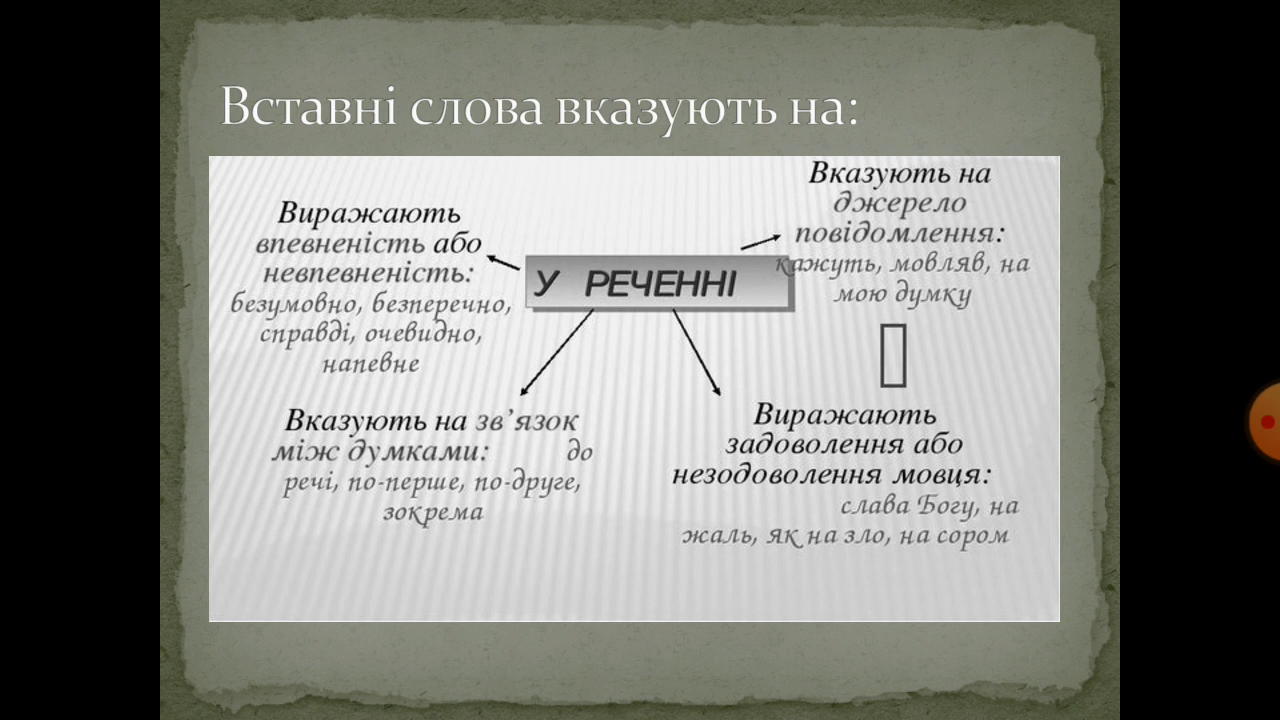 Вставні слова вказують на:
Виражають
впевненість або
невпевненість:
безумовно, безперечно,
справді, очевидно,
напевне
У РЕЧЕННІ
Вказують на
джерело
повідомлення:
кажуть, мовляв, на
мою думку
Вказують на зв’язок
між думками: до
речі, по-перше, по-друге,
зокрема
Виражають
задоволення або
незодоволення мовця:
слава Богу, на
жаль, як на зло, на сором